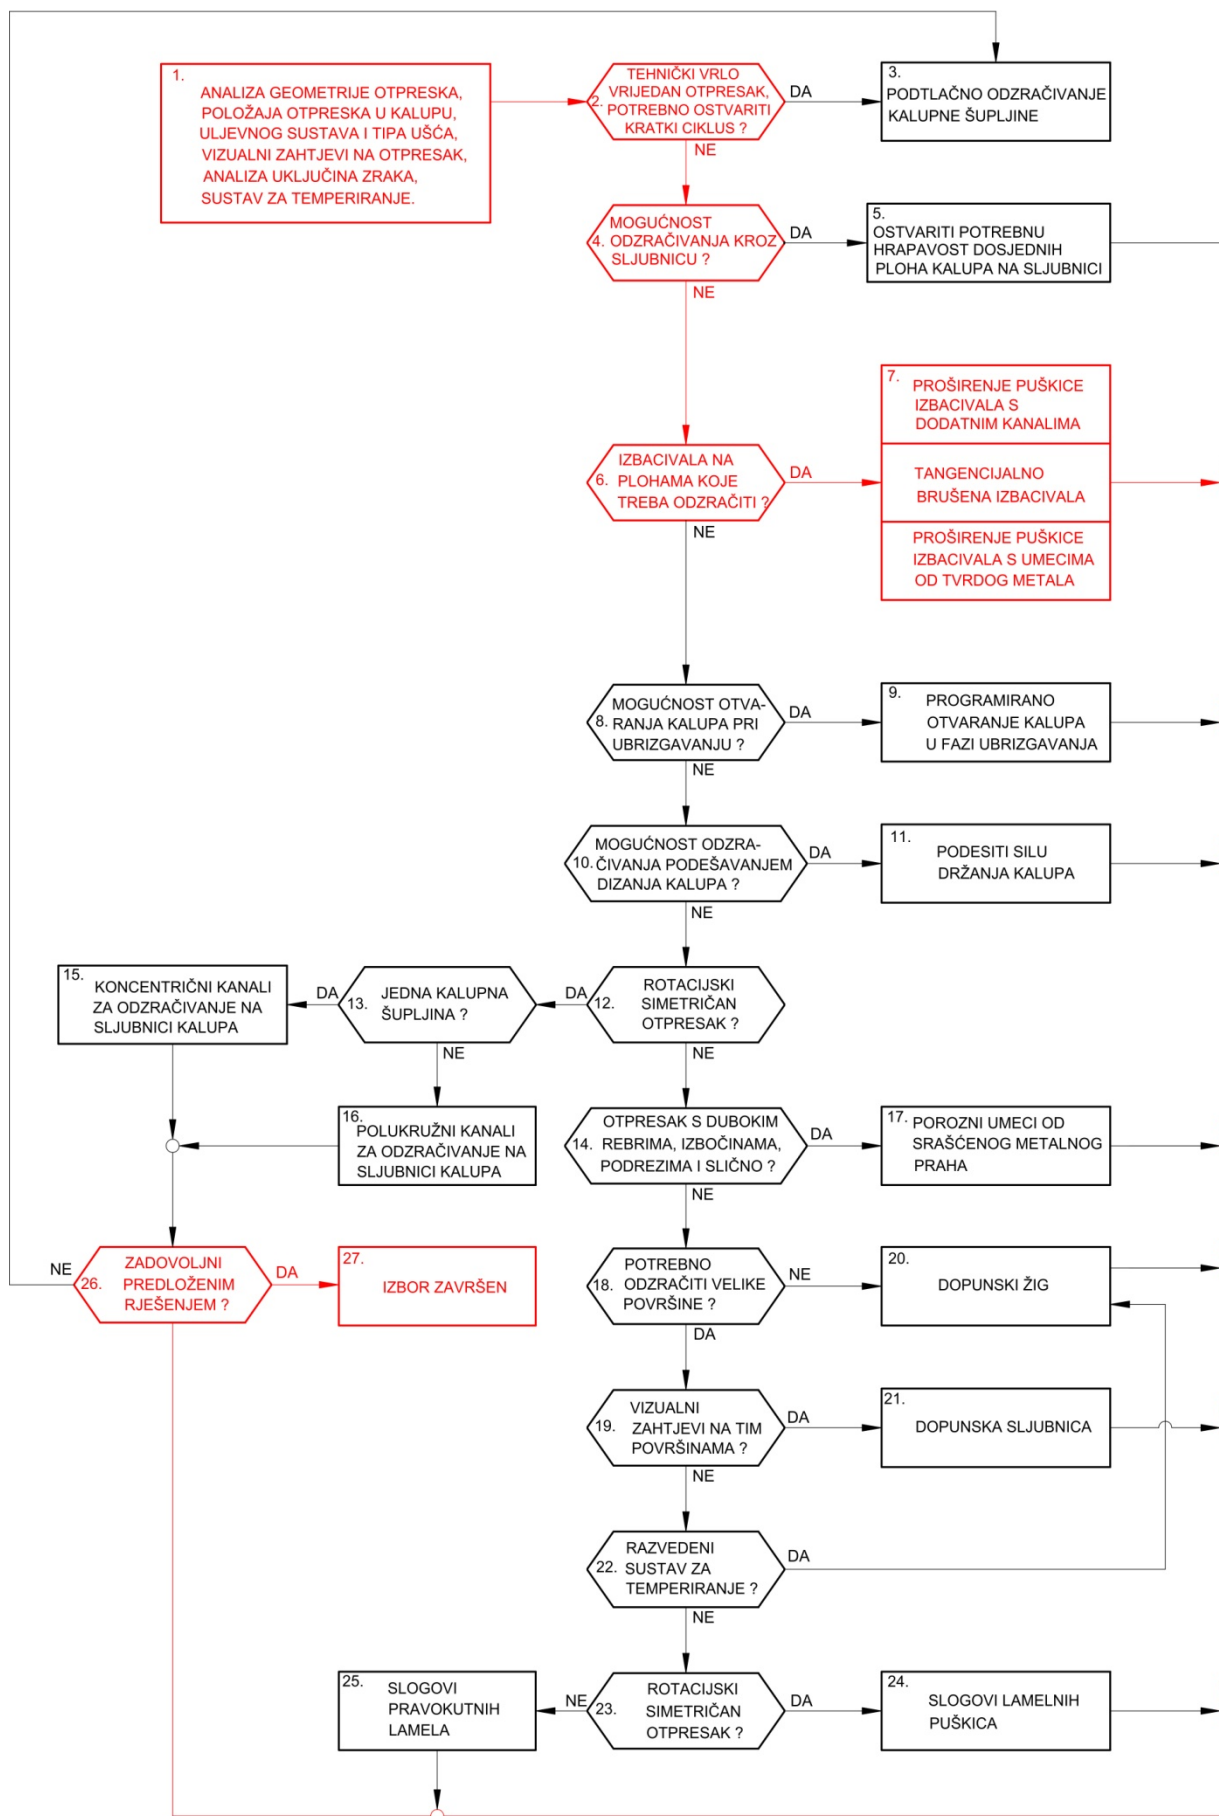 1.
ANALIZA GEOMETRIJE OTPRESKA,
POLOŽAJA OTPRESKA U KALUPU,
ULJEVNOG SUSTAVA I TIPA UŠĆA,
VIZUALNI ZAHTJEVI NA OTPRESAK,
ANALIZA UKLJUČINA ZRAKA,
SUSTAV ZA TEMPERIRANJE.
TEHNIČKI VRLO
VRIJEDAN OTPRESAK,
2. POTREBNO OSTVARITI
KRATKI CIKLUS ?
DA
NE
3.
PODTLAČNO ODZRAČIVANJE
KALUPNE ŠUPLJINE
MOGUĆNOST
4. ODZRAČIVANJA KROZ
SLJUBNICU ?
DA
NE
5.
OSTVARITI POTREBNU
HRAPAVOST DOSJEDNIH
PLOHA KALUPA NA SLJUBNICI
IZBACIVALA NA
6. PLOHAMA KOJE
TREBA ODZRAČITI ?
DA
NE
7.
PROŠIRENJE PUŠKICE
IZBACIVALA S
DODATNIM KANALIMA
TANGENCIJALNO
BRUŠENA IZBACIVALA
PROŠIRENJE PUŠKICE
IZBACIVALA S UMECIMA
OD TVRDOG METALA
MOGUĆNOST OTVA-
8. RANJA KALUPA PRI
UBRIZGAVANJU ?
DA
NE
9.
PROGRAMIRANO
OTVARANJE KALUPA
U FAZI UBRIZGAVANJA
MOGUĆNOST ODZRA-
10. ČIVANJA PODEŠAVANJEM
DIZANJA KALUPA ?
DA
NE
11.
PODESITI SILU
DRŽANJA KALUPA
ROTACIJSKI
12. SIMETRIČAN
OTPRESAK ?
DA
NE
JEDNA KALUPNA
13. ŠUPLJINA ?
DA
NE
15.
KONCENTRIČNI KANALI
ZA ODZRAČIVANJE NA
SLJUBNICI KALUPA
16.
POLUKRUŽNI KANALI
ZA ODZRAČIVANJE NA
SLJUBNICI KALUPA
OTPRESAK S DUBOKIM
14. REBRIMA, IZBOČINAMA,
PODREZIMA I SLIČNO ?
DA
NE
17.
POROZNI UMECI OD
SRAŠĆENOG METALNOG
PRAHA
ZADOVOLJNI
26. PREDLOŽENIM
RJEŠENJEM ?
NE
DA
27.
IZBOR ZAVRŠEN
POTREBNO
18. ODZRAČITI VELIKE
POVRŠINE ?
NE
DA
20.
DOPUNSKI ŽIG
VIZUALNI
19. ZAHTJEVI NA TIM
POVRŠINAMA ?
DA
NE
21.
DOPUNSKA SLJUBNICA
RAZVEDENI
22. SUSTAV ZA
TEMPERIRANJE ?
DA
NE
ROTACIJSKI
23. SIMETRIČAN
OTPRESAK ?
NE
DA
25.
SLOGOVI
PRAVOKUTNIH
LAMELA
24.
SLOGOVI LAMELNIH
PUŠKICA